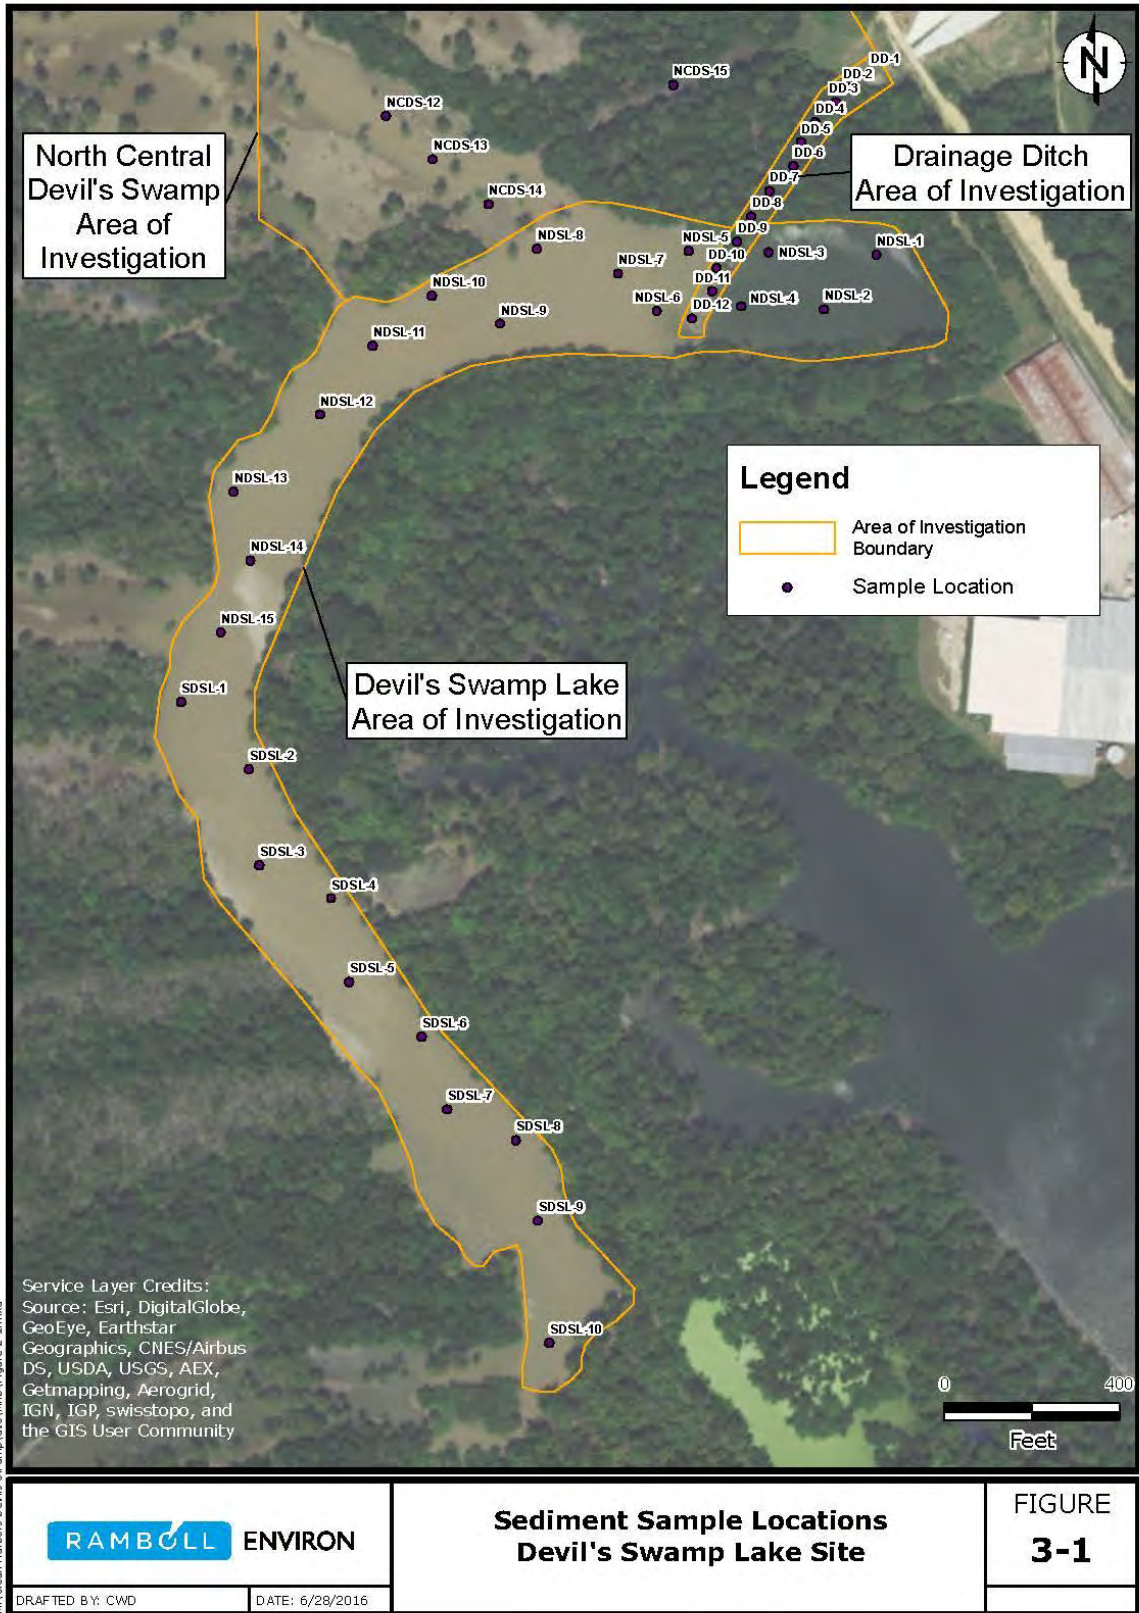 DD-1
DD-2
DD-3
DD-4
DD-5
DD-6
DD-7
DD-8
DD-9
DD-10
DD-11
DD-12
NCDS-15
NCDS-12
NCDS-13
NCDS-14
N
North Central
Devil's Swamp
Area of
Investigation
Drainage Ditch
Area of Investigation
NDSL-8
NDSL-5
NDSL-3
NDSL-1
NDSL-7
NDSL-10
NDSL-6
NDSL-4
NDSL-2
NDSL-9
NDSL-11
NDSL-12
NDSL-13
NDSL-14
NDSL-15
Legend
Area of Investigation
Boundary
Sample Location
Devil's Swamp Lake
Area of Investigation
SDSL-1
SDSL-2
SDSL-3
SDSL-4
SDSL-5
SDSL-6
SDSL-7
SDSL-8
SDSL-9
SDSL-10
Service Layer Credits:
Source: Esri, DigitalGlobe,
GeoEye, Earthstar
Geographics, CNES/Airbus
DS, USDA, USGS, AEX,
Getmapping, Aerogrid,
IGN, IGP, swisstopo, and
the GIS User Community
0 400
Feet
RAMBOLL ENVIRON
Sediment Sample Locations
Devil's Swamp Lake Site
FIGURE
3-1
DRAFTED BY: CWD
DATE: 6/28/2016